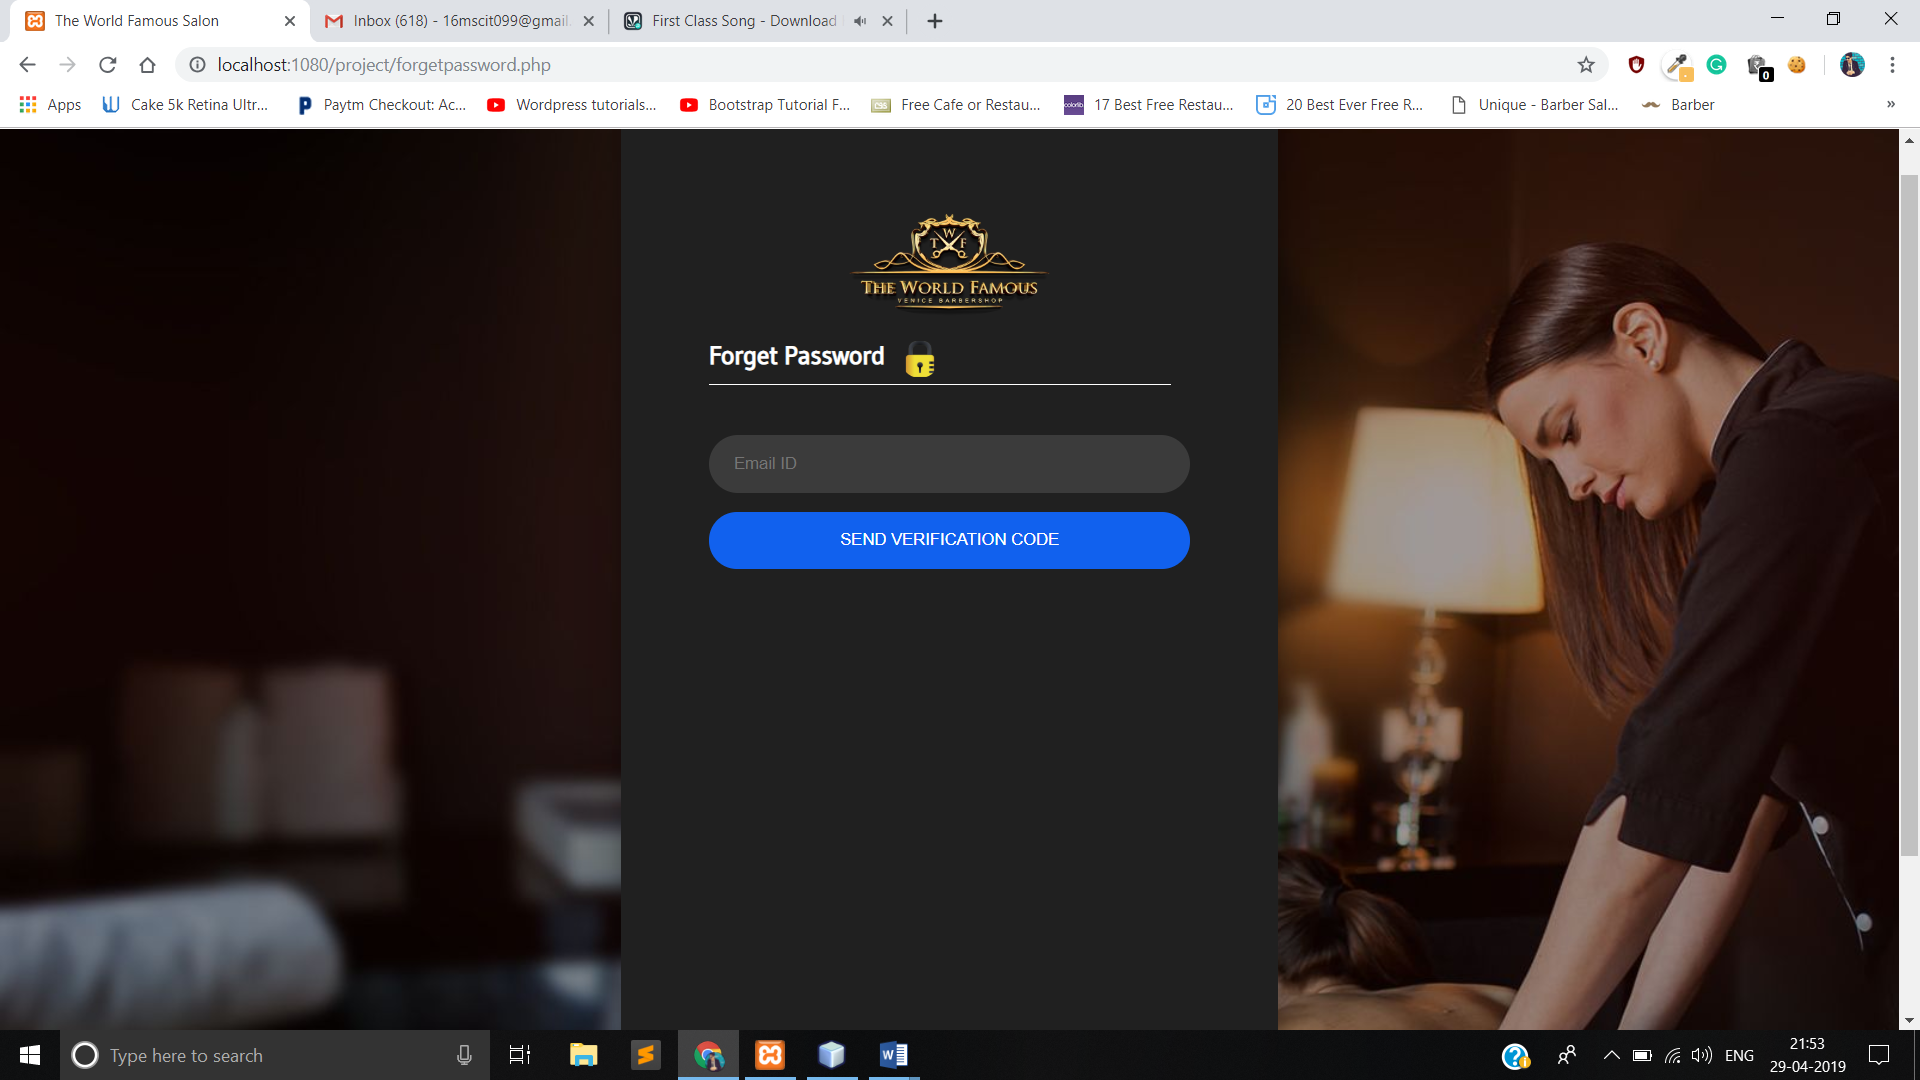 The World Famous Salon
Inbox (618) - 16mscit099@gmail.
First Class Song - Download
localhost:1080/project/forgetpassword.php
0
Apps
Cake 5k Retina Ultr...
Paytm Checkout: Ac...
Wordpress tutorials...
Bootstrap Tutorial F...
CSS
Free Cafe or Restau...
colorlib
17 Best Free Restau...
20 Best Ever Free R...
Unique - Barber Sal...
Barber
»
W
T F
THE WORLD FAMOUS
VENICE BARBERSHOP
Forget Password
Email ID
SEND VERIFICATION CODE
Type here to search
ENG
21:53
29-04-2019